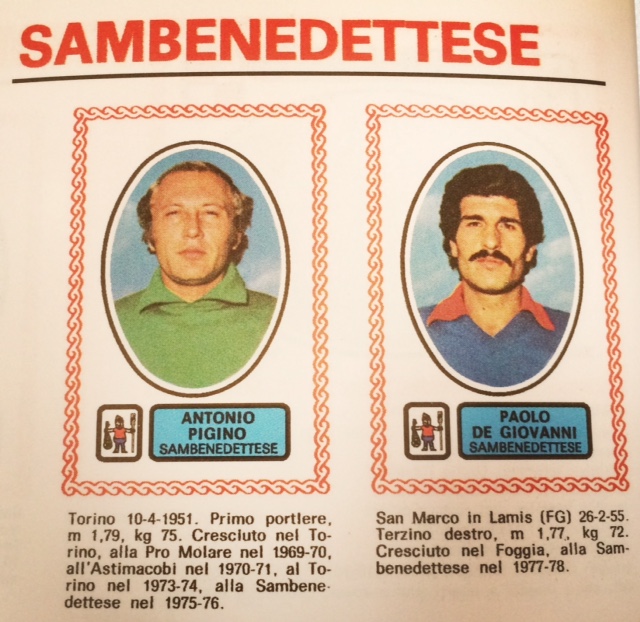 SAMBENEDETTESE
ANTONIO
PIGINO
SAMBENEDETTESE
Torino 10-4-1951. Primo portiere,
m 1,79, kg 75. Cresciuto nel To-
rino, alla Pro Molare nel 1969-70,
all'Astimacobi nel 1970-71, al To-
rino nel 1973-74, alla Sambene-
dettese nel 1975-76.
PAOLO
DE GIOVANNI
SAMBENEDETTESE
San Marco in Lamis (FG) 26-2-55.
Terzino destro, m 1,77, kg 72.
Cresciuto nel Foggia, alla Sam-
benedettese nel 1977-78.